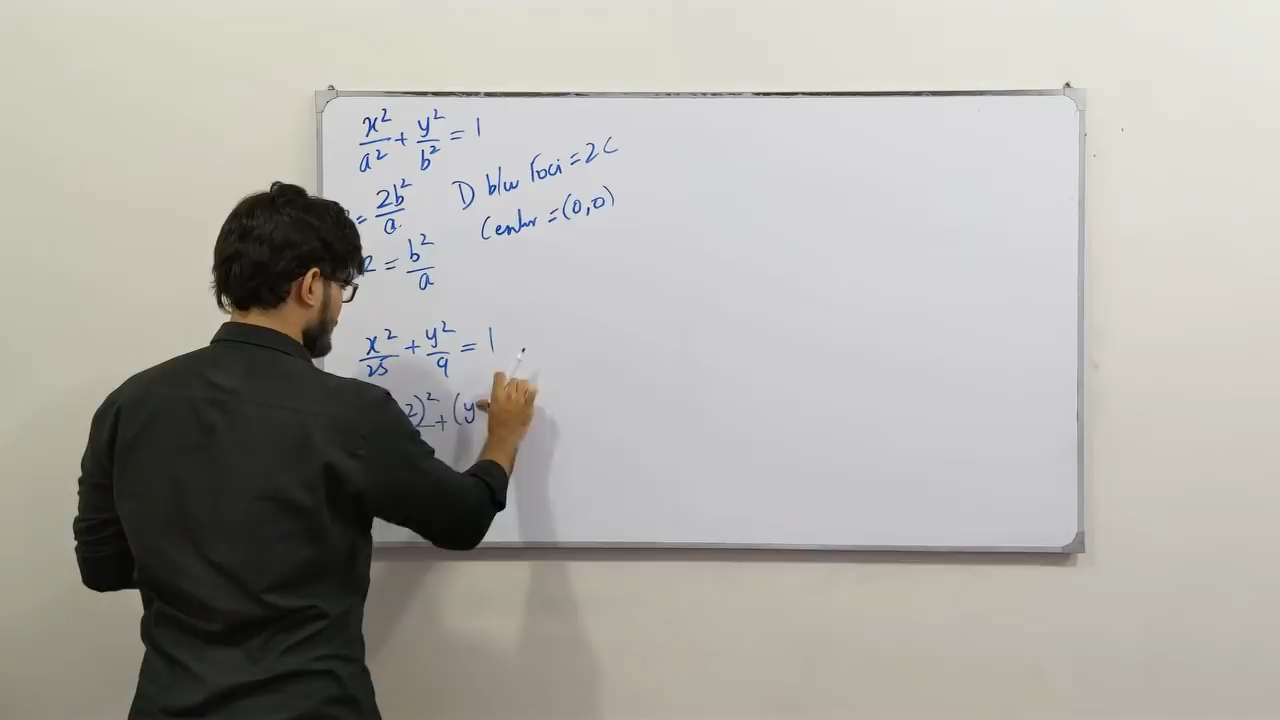 x²/a² + y²/b² = 1
= 2b²/a
D b/w Foci = 2C
Center = (0,0)
2 = b²/a
x²/25 + y²/9 = 1
2)² + (y